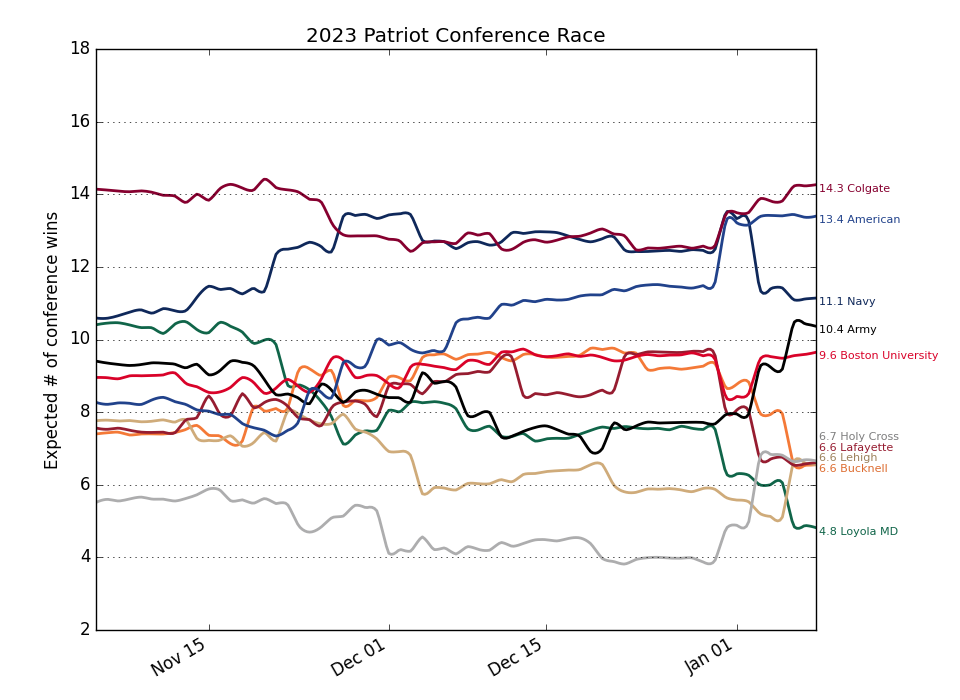 2023 Patriot Conference Race
Expected # of conference wins
18
16
14
12
10
8
6
4
2
Nov 15
Dec 01
Dec 15
Jan 01
14.3 Colgate
13.4 American
11.1 Navy
10.4 Army
9.6 Boston University
6.7 Holy Cross
6.6 Lafayette
6.6 Lehigh
6.6 Bucknell
4.8 Loyola MD